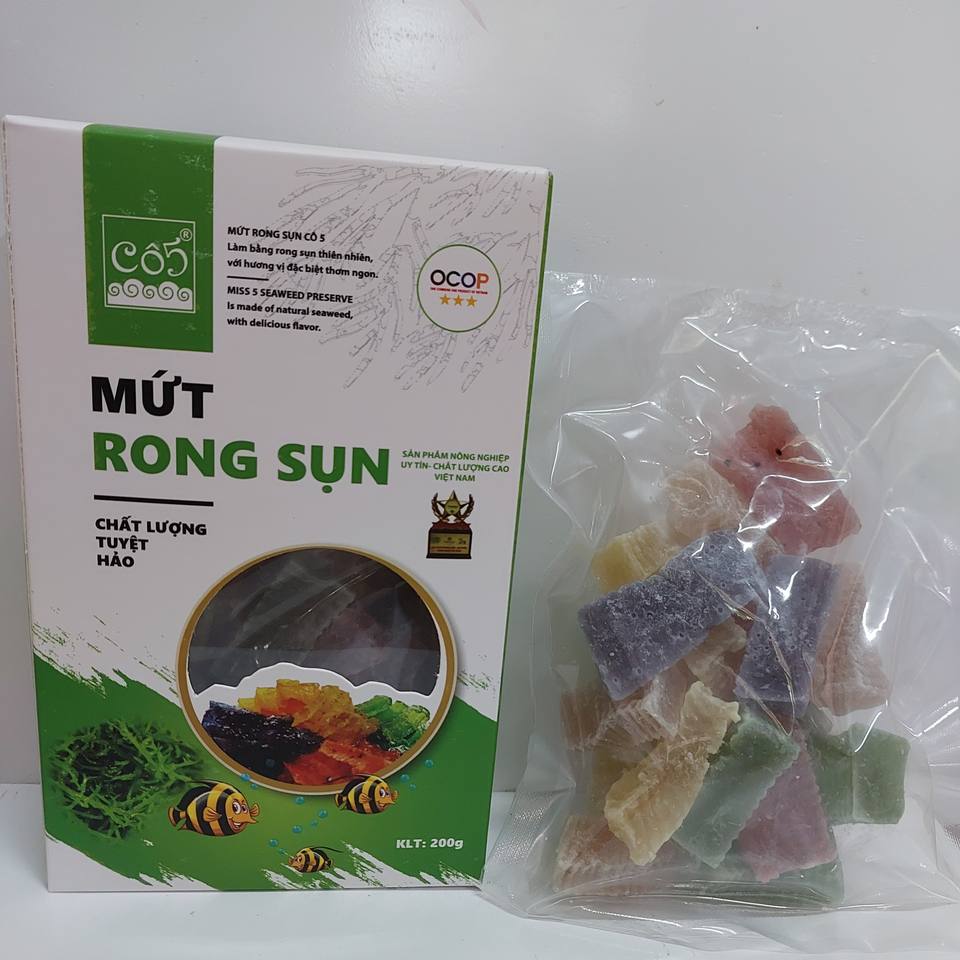 Cô5®
MỨT RONG SỤN CÔ 5
Làm bằng rong sụn thiên nhiên,
với hương vị đặc biệt thơm ngon.
MISS 5 SEAWEED PRESERVE
Is made of natural seaweed,
with delicious flavor.
OCOP
MỨT
RONG SỤN
SẢN PHẨM NÔNG NGHIỆP
UY TÍN- CHẤT LƯỢNG CAO
VIỆT NAM
CHẤT LƯỢNG
TUYỆT
HẢO
KLT: 200g